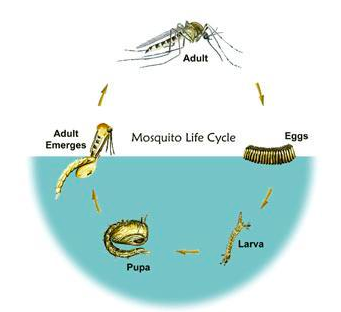 Adult
Adult
Emerges
Mosquito Life Cycle
Eggs
Larva
Pupa